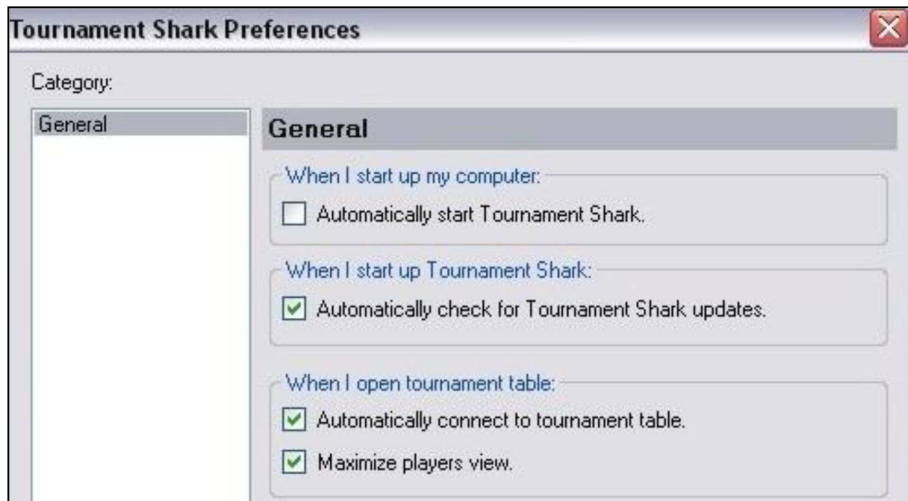 Tournament Shark Preferences
Category:
General
General
When I start up my computer:
Automatically start Tournament Shark.
When I start up Tournament Shark:
Automatically check for Tournament Shark updates.
When I open tournament table:
Automatically connect to tournament table.
Maximize players view.